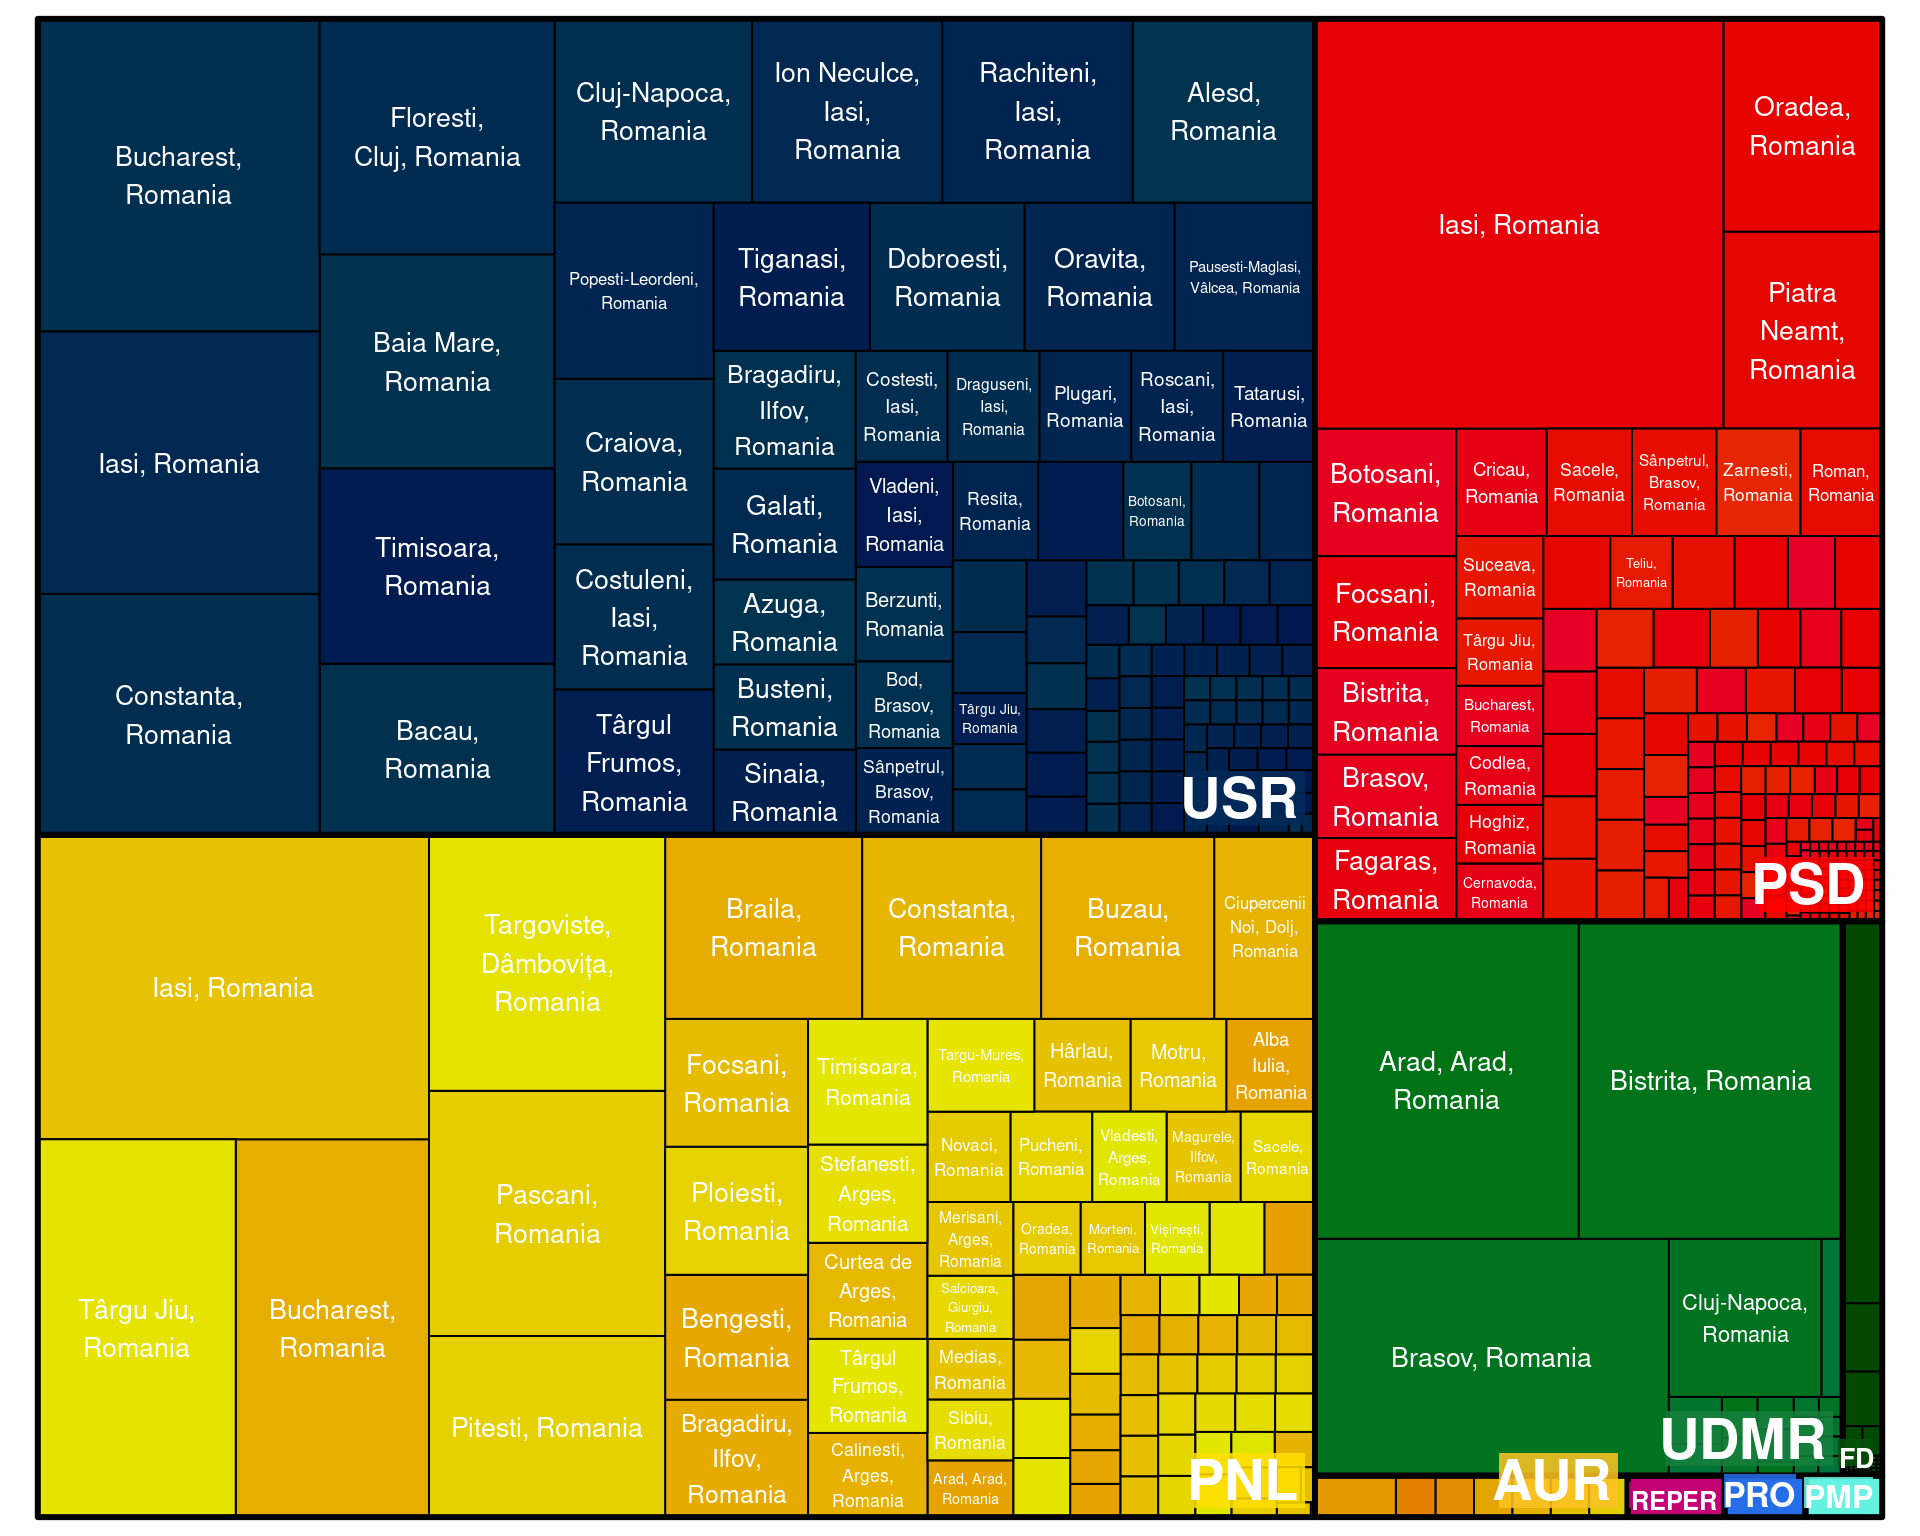 Bucharest,
Romania
Iasi, Romania
Constanta,
Romania
Floresti,
Cluj, Romania
Baia Mare,
Romania
Timisoara,
Romania
Bacau,
Romania
Cluj-Napoca,
Romania
Ion Neculce,
Iasi,
Romania
Rachiteni,
Iasi,
Romania
Alesd,
Romania
Popesti-Leordeni,
Romania
Craiova,
Romania
Costuleni,
Iasi,
Romania
Târgul
Frumos,
Romania
Tiganasi,
Romania
Dobroesti,
Romania
Oravita,
Romania
Pausesti-Maglasi,
Vâlcea, Romania
Bragadiru,
Ilfov,
Romania
Galati,
Romania
Azuga,
Romania
Busteni,
Romania
Sinaia,
Romania
Costesti,
Iasi,
Romania
Draguseni,
Iasi,
Romania
Plugari,
Romania
Roscani,
Iasi,
Romania
Tatarusi,
Romania
Vladeni,
Iasi,
Romania
Berzunti,
Romania
Bod,
Brasov,
Romania
Sânpetrul,
Brasov,
Romania
Resita,
Romania
Botosani,
Romania
Târgu Jiu,
Romania
USR
Iasi, Romania
Oradea,
Romania
Piatra
Neamt,
Romania
Botosani,
Romania
Focsani,
Romania
Bistrita,
Romania
Brasov,
Romania
Fagaras,
Romania
Cricau,
Romania
Sacele,
Romania
Sânpetrul,
Brasov,
Romania
Zarnesti,
Romania
Roman,
Romania
Suceava,
Romania
Târgu Jiu,
Romania
Bucharest,
Romania
Codlea,
Romania
Hoghiz,
Romania
Cernavoda,
Romania
Teliu,
Romania
PSD
Iasi, Romania
Târgu Jiu,
Romania
Bucharest,
Romania
Targoviste,
Dâmbovița,
Romania
Pascani,
Romania
Pitesti, Romania
Braila,
Romania
Constanta,
Romania
Buzau,
Romania
Ciupercenii
Noi, Dolj,
Romania
Focsani,
Romania
Ploiesti,
Romania
Bengesti,
Romania
Bragadiru,
Ilfov,
Romania
Timisoara,
Romania
Stefanesti,
Arges,
Romania
Curtea de
Arges,
Romania
Târgul
Frumos,
Romania
Calinesti,
Arges,
Romania
Targu-Mures,
Romania
Hârlau,
Romania
Motru,
Romania
Alba
Iulia,
Romania
Novaci,
Romania
Pucheni,
Romania
Vladesti,
Arges,
Romania
Magurele,
Ilfov,
Romania
Sacele,
Romania
Merisani,
Arges,
Romania
Salcioara,
Giurgiu,
Romania
Medias,
Romania
Sibiu,
Romania
Arad, Arad,
Romania
Oradea,
Romania
Morteni,
Romania
Vișinești,
Romania
PNL
Arad, Arad,
Romania
Bistrita, Romania
Brasov, Romania
Cluj-Napoca,
Romania
UDMR
FD
AUR
REPER
PRO
PMP